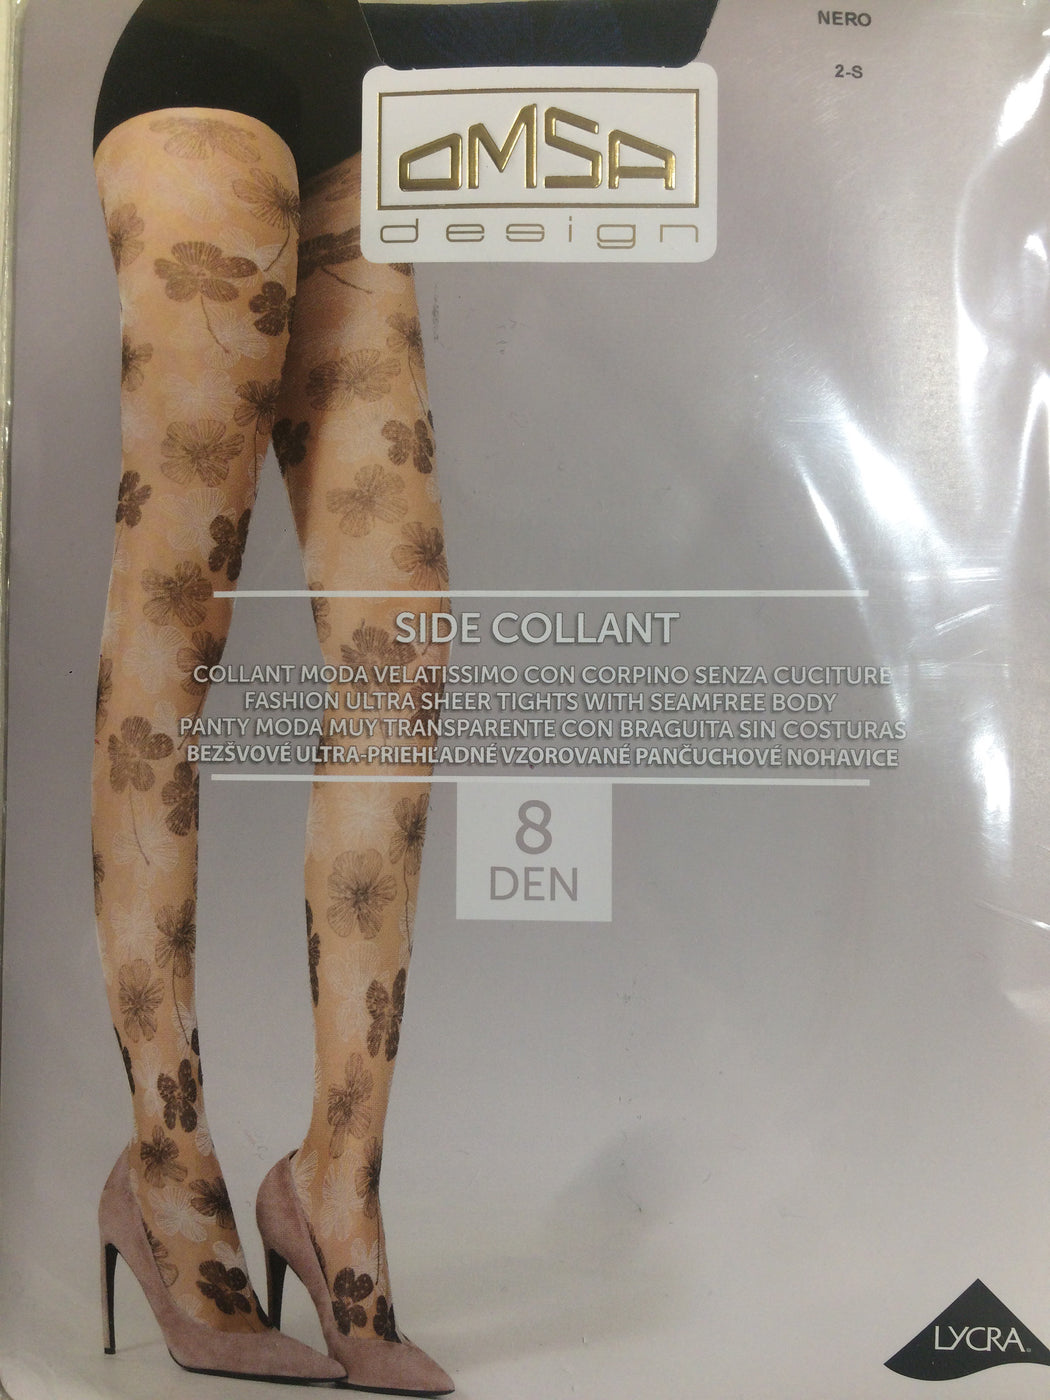 NERO
2-S
OMSA
design
SIDE COLLANT
COLLANT MODA VELATISSIMO CON CORPINO SENZA CUCITURE
FASHION ULTRA SHEER TIGHTS WITH SEAMFREE BODY
PANTY MODA MUY TRANSPARENTE CON BRAGUITA SIN COSTURAS
BEZŠVOVÉ ULTRA-PRIEHĽADNÉ VZOROVANÉ PANČUCHOVÉ NOHAVICE
8
DEN
LYCRA®